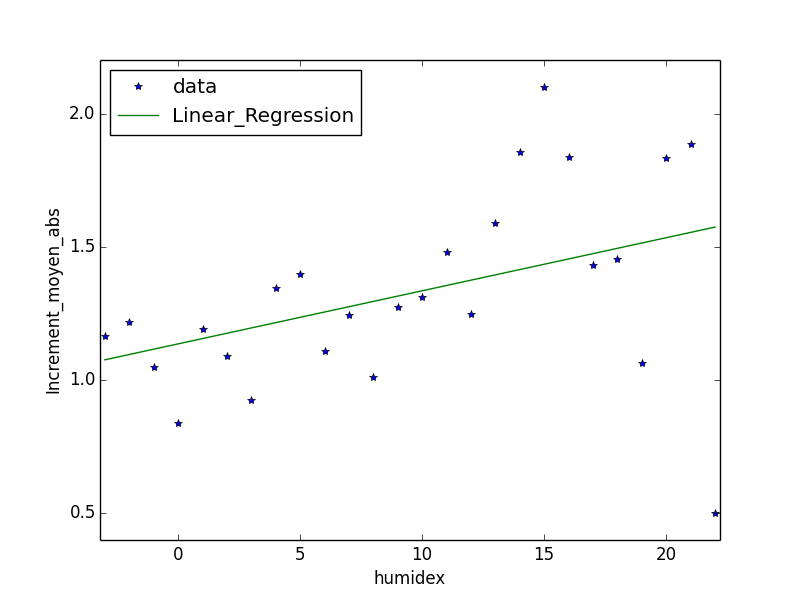 data
Linear_Regression
2.0
1.5
1.0
0.5
Increment_moyen_abs
0 5 10 15 20
humidex